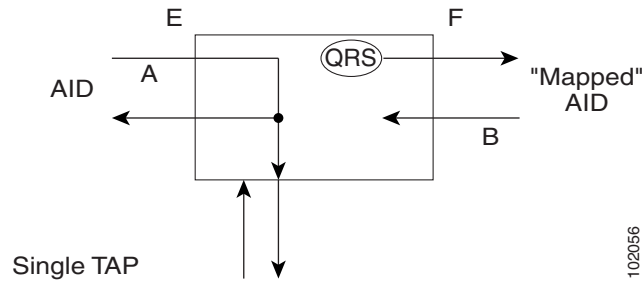 E
F
QRS
A
AID
"Mapped"
AID
B
Single TAP
102056